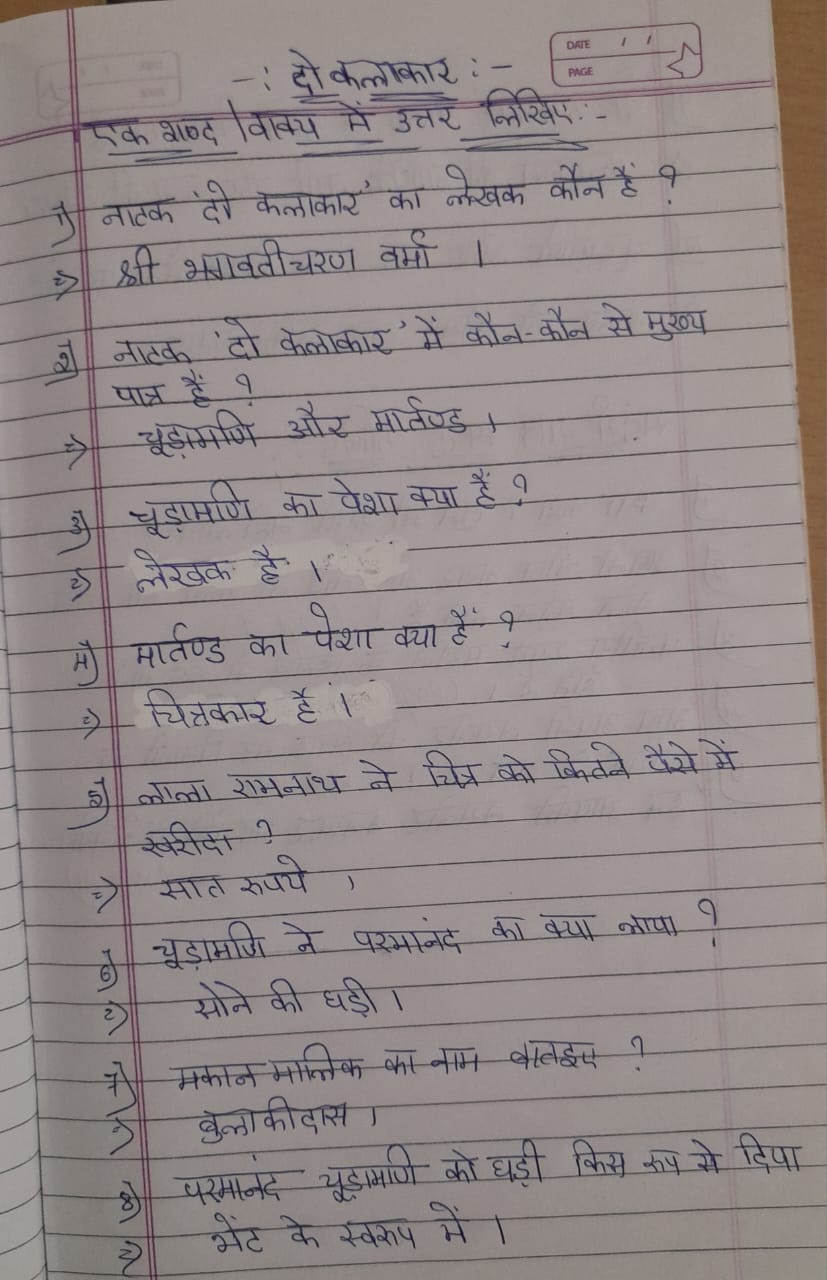 -: दो कलाकार :-
DATE / /
PAGE
एक शब्द / वाक्य में उत्तर लिखिए:-
1) नाटक 'दो कलाकार' का लेखक कौन हैं ?
=> श्री भगवतीचरण वर्मा ।
2) नाटक 'दो कलाकार' में कौन-कौन से मुख्य
पात्र हैं ?
=> चूड़ामणि और मार्तण्ड ।
3) चूड़ामणि का पेशा क्या हैं ?
=> लेखक है ।
4) मार्तण्ड का पेशा क्या हैं ?
=> चित्रकार है ।
5) लाला रामनाथ ने चित्र को कितने पैसे में
खरीदा ?
=> सात रुपये ।
6) चूड़ामणि ने परमानंद का क्या लाया ?
=> सोने की घड़ी ।
7) मकान मालिक का नाम बातइए ?
=> बुलाकीदास ।
8) परमानंद चूड़ामणि को घड़ी किस रूप से दिया
=> भेंट के स्वरूप में ।